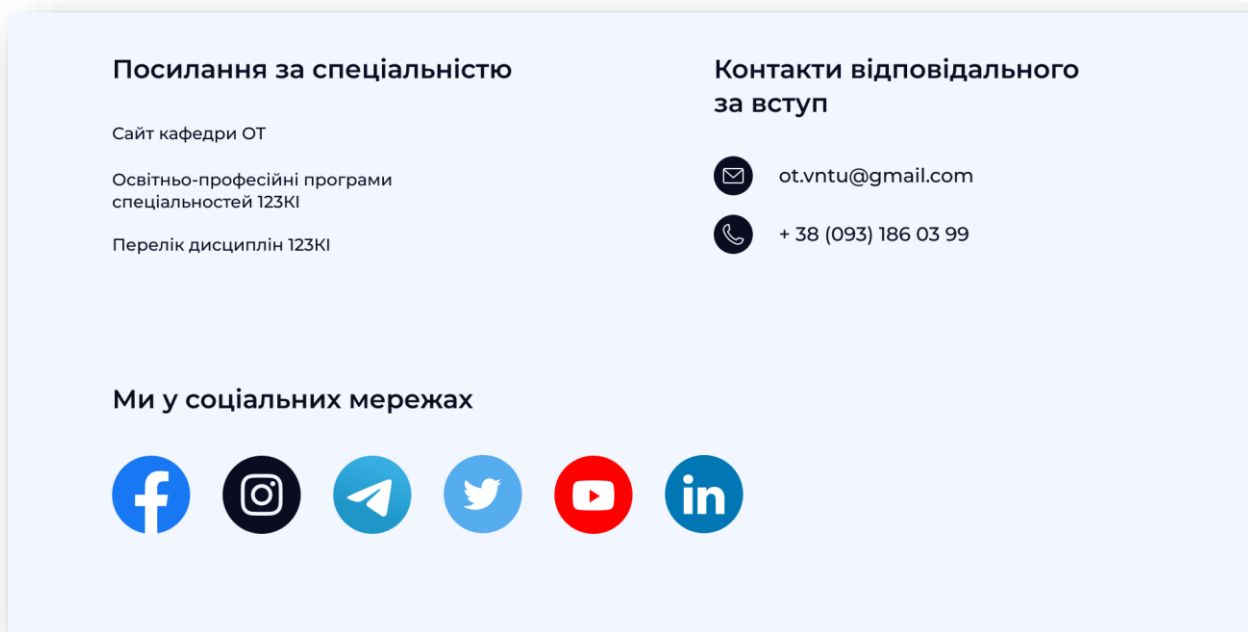 Посилання за спеціальністю
Сайт кафедри ОТ
Освітньо-професійні програми
спеціальностей 123КІ
Перелік дисциплін 123КІ
Контакти відповідального
за вступ
ot.vntu@gmail.com
+ 38 (093) 186 03 99
Ми у соціальних мережах
in